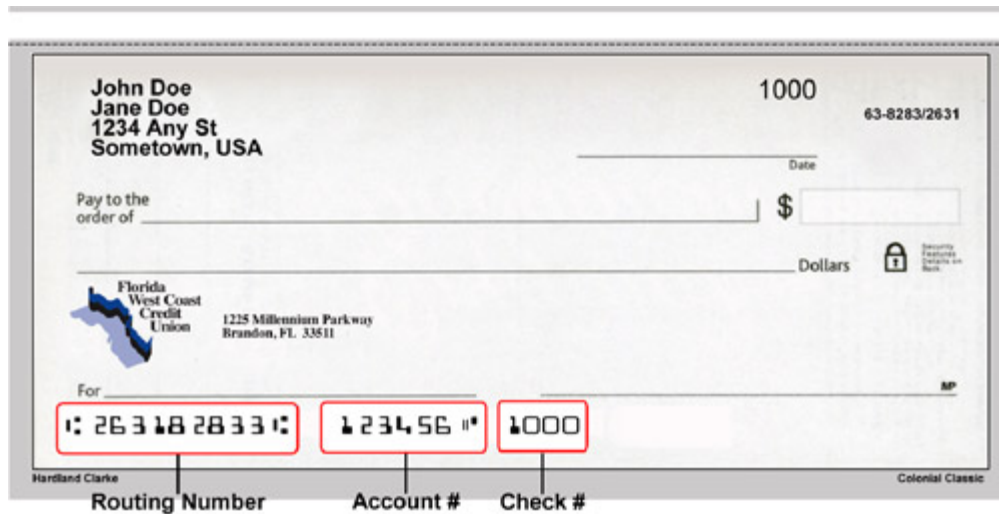 John Doe
Jane Doe
1234 Any St
Sometown, USA
1000
63-8283/2631
Date
Pay to the
order of
$
Dollars
Security
Features
Details on
Back.
Florida
West Coast
Credit
Union
1225 Millennium Parkway
Brandon, FL 33511
For
MP
⑆263182833⑆ 123456⑈ 1000
Hartland Clarke
Colonial Classic
Routing Number
Account #
Check #